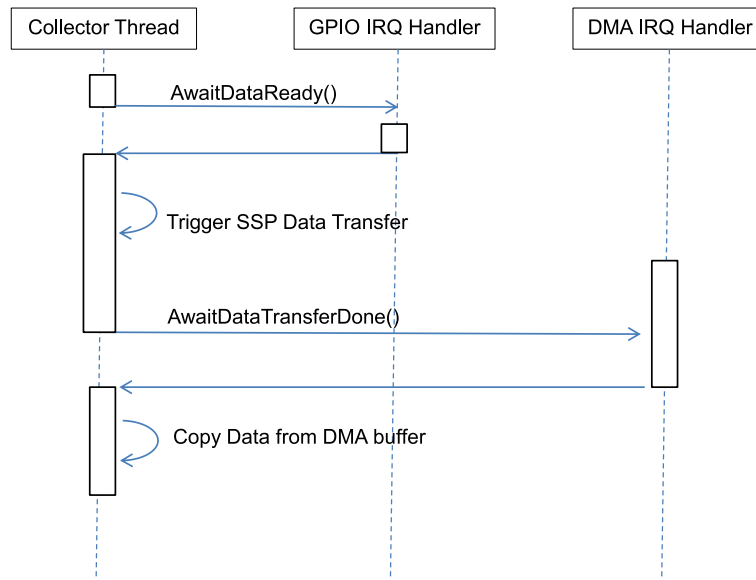 Collector Thread
GPIO IRQ Handler
DMA IRQ Handler
AwaitDataReady()
Trigger SSP Data Transfer
AwaitDataTransferDone()
Copy Data from DMA buffer